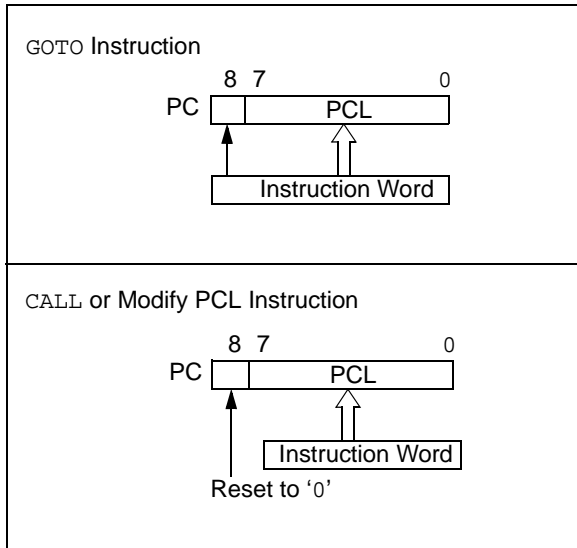 GOTO Instruction
8 7 0
PC PCL
Instruction Word
CALL or Modify PCL Instruction
8 7 0
PC PCL
Instruction Word
Reset to ‘0’